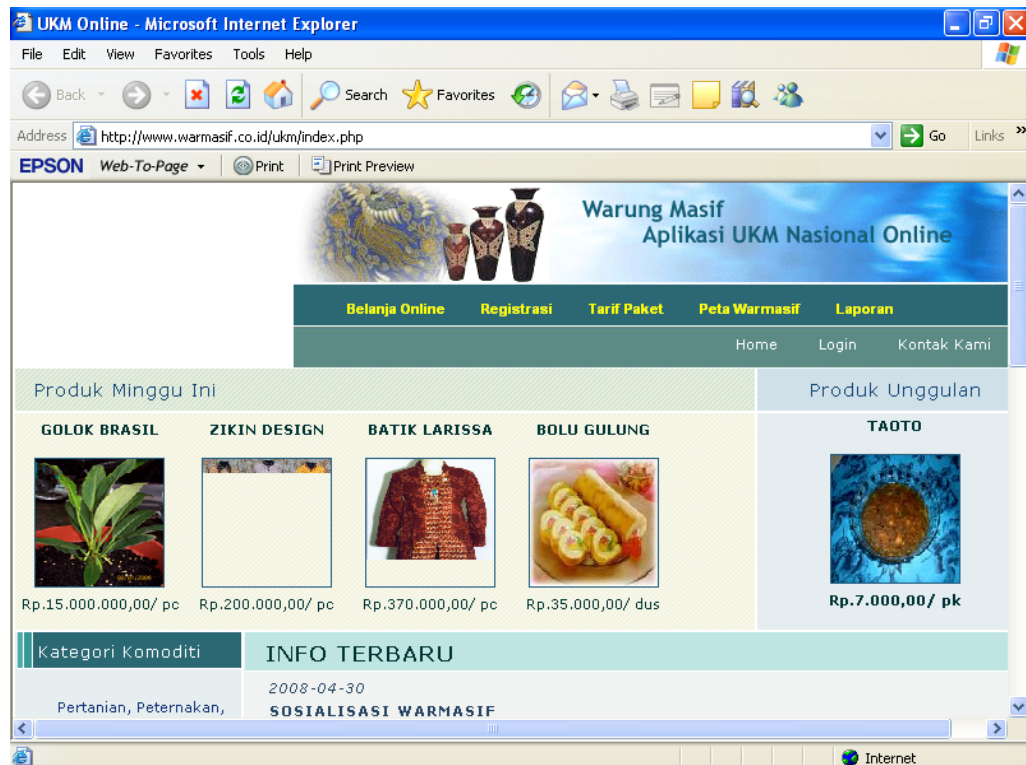 UKM Online - Microsoft Internet Explorer
File Edit View Favorites Tools Help
Back Search Favorites
Address http://www.warmasif.co.id/ukm/index.php Go Links »
EPSON Web-To-Page Print Print Preview
Warung Masif
Aplikasi UKM Nasional Online
Belanja Online Registrasi Tarif Paket Peta Warmasif Laporan
Home Login Kontak Kami
Produk Minggu Ini Produk Unggulan
GOLOK BRASIL ZIKIN DESIGN BATIK LARISSA BOLU GULUNG TAOTO
Rp.15.000.000,00/ pc Rp.200.000,00/ pc Rp.370.000,00/ pc Rp.35.000,00/ dus Rp.7.000,00/ pk
Kategori Komoditi INFO TERBARU
2008-04-30
Pertanian, Peternakan, SOSIALISASI WARMASIF
Internet